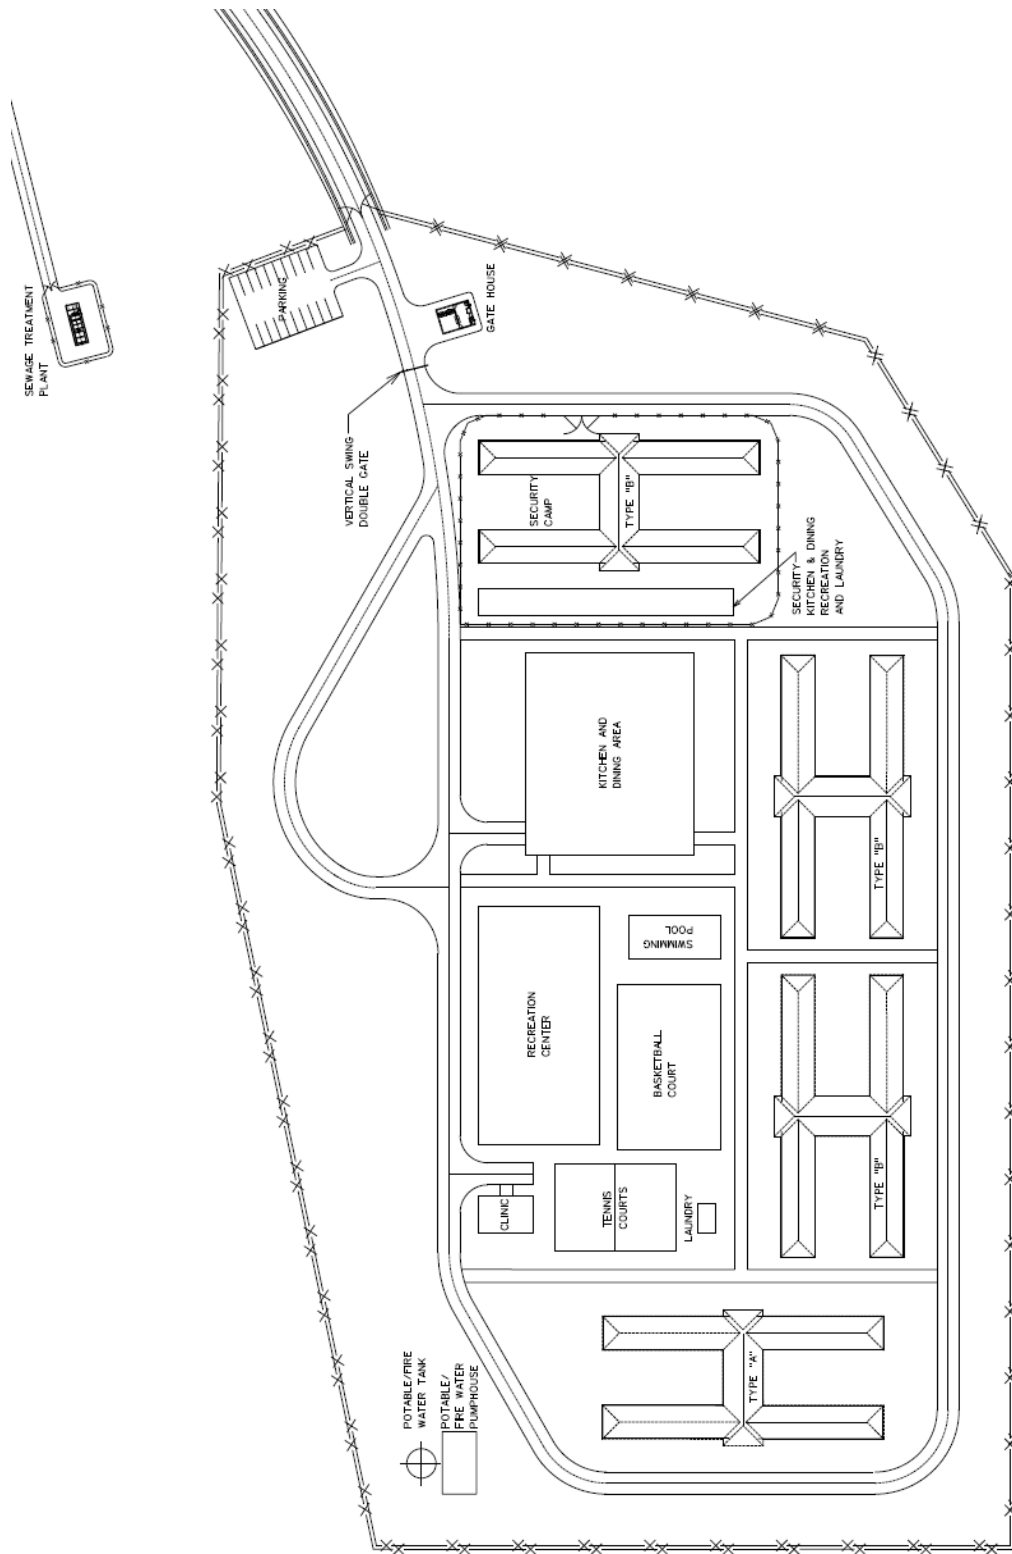 SEWAGE TREATMENT
PLANT
PARKING
GATE HOUSE
VERTICAL SWING
DOUBLE GATE
SECURITY
CAMP
TYPE "B"
SECURITY
KITCHEN & DINING
RECREATION
AND LAUNDRY
KITCHEN AND
DINING AREA
TYPE "B"
SWIMMING
POOL
RECREATION
CENTER
BASKETBALL
COURT
TYPE "B"
CLINIC
TENNIS
COURTS
LAUNDRY
TYPE "A"
POTABLE/FIRE
WATER TANK
POTABLE/
FIRE WATER
PUMPHOUSE